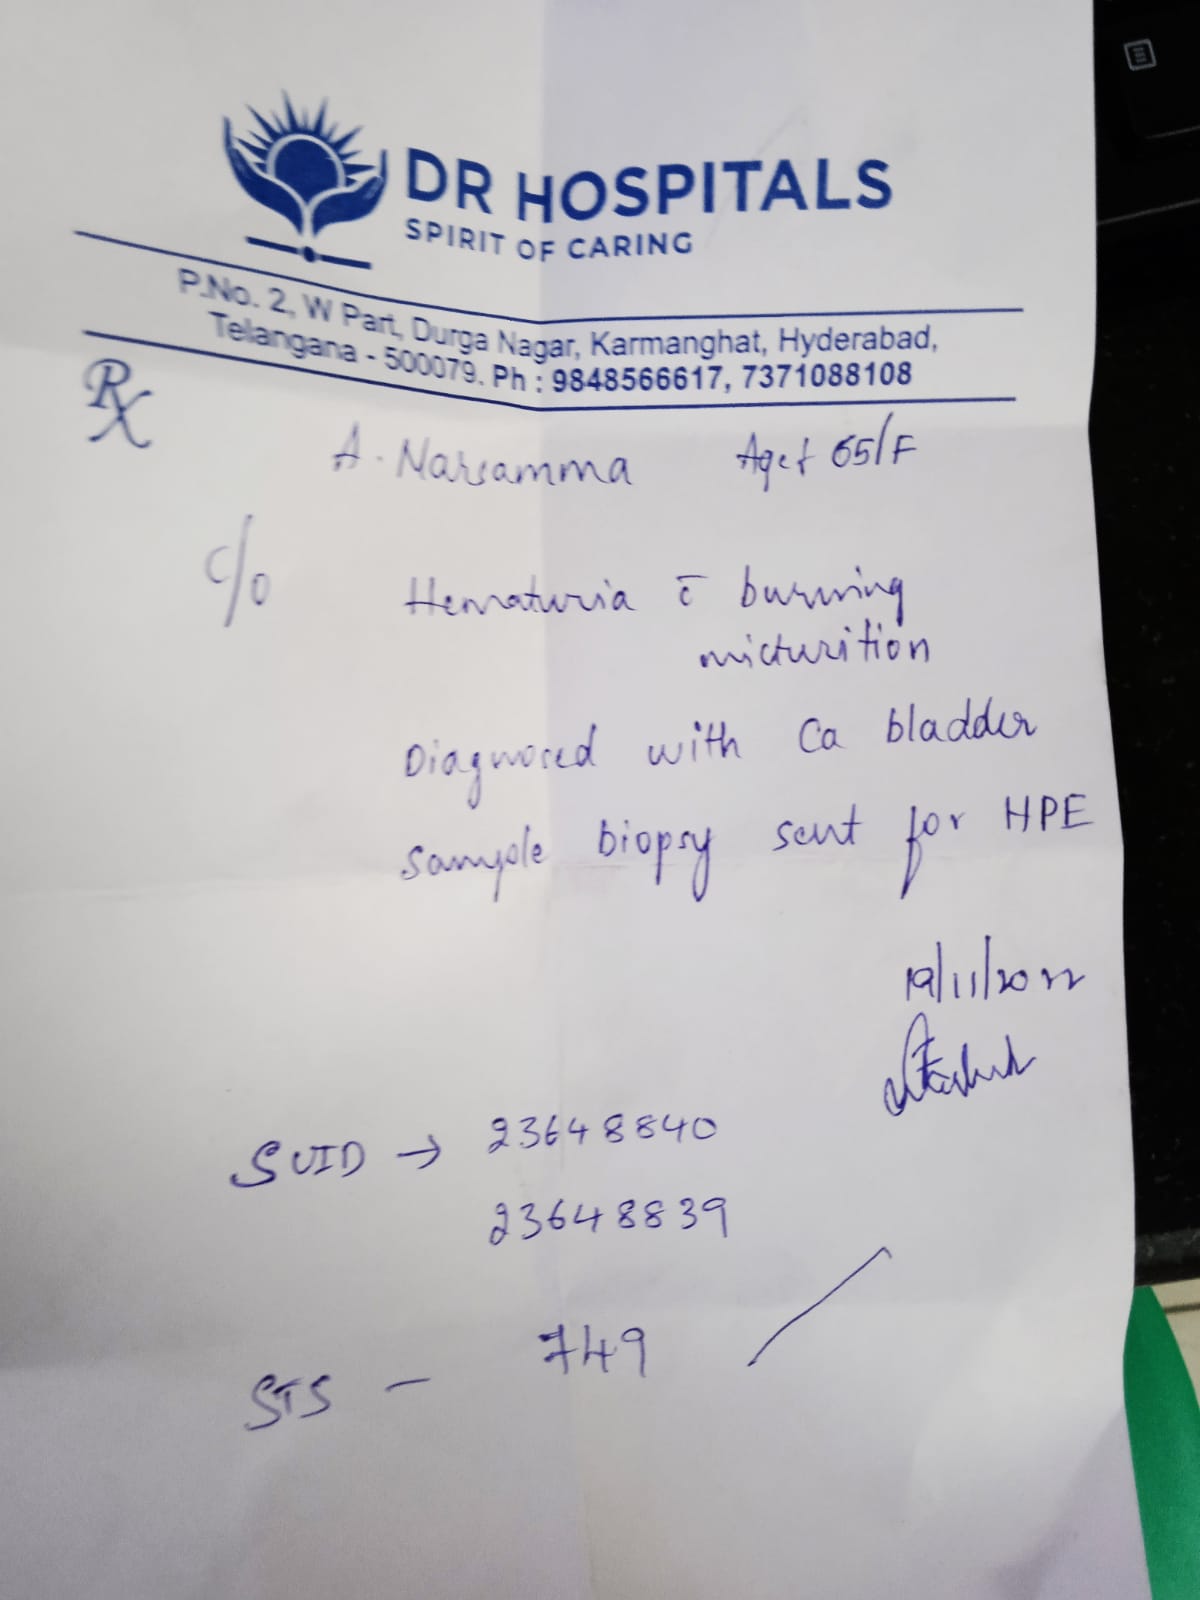 DR HOSPITALS
SPIRIT OF CARING
P.No. 2, W Part, Durga Nagar, Karmanghat, Hyderabad,
Telangana - 500079. Ph : 9848566617, 7371088108
Rx
A. Narsamma Age: 65/F
C/o Hematuria c̄ burning
micturition
Diagnosed with Ca bladder
sample biopsy sent for HPE
19/11/2022
SUID → 23648840
23648839
STS - 749